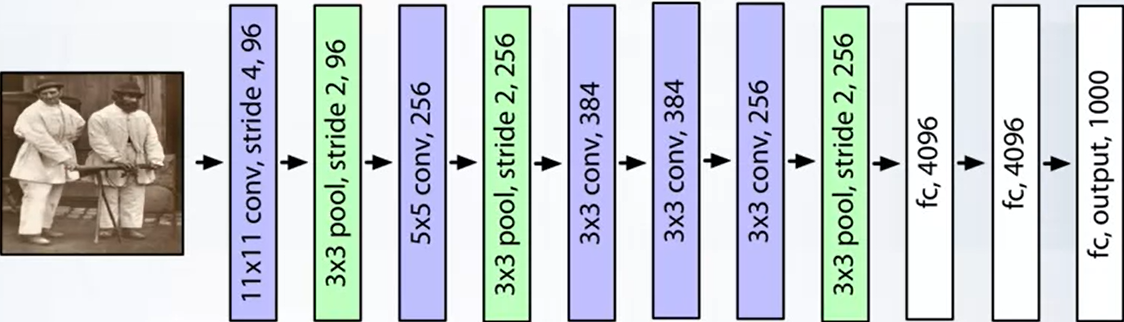 11x11 conv, stride 4, 96
3x3 pool, stride 2, 96
5x5 conv, 256
3x3 pool, stride 2, 256
3x3 conv, 384
3x3 conv, 384
3x3 conv, 256
3x3 pool, stride 2, 256
fc, 4096
fc, 4096
fc, output, 1000